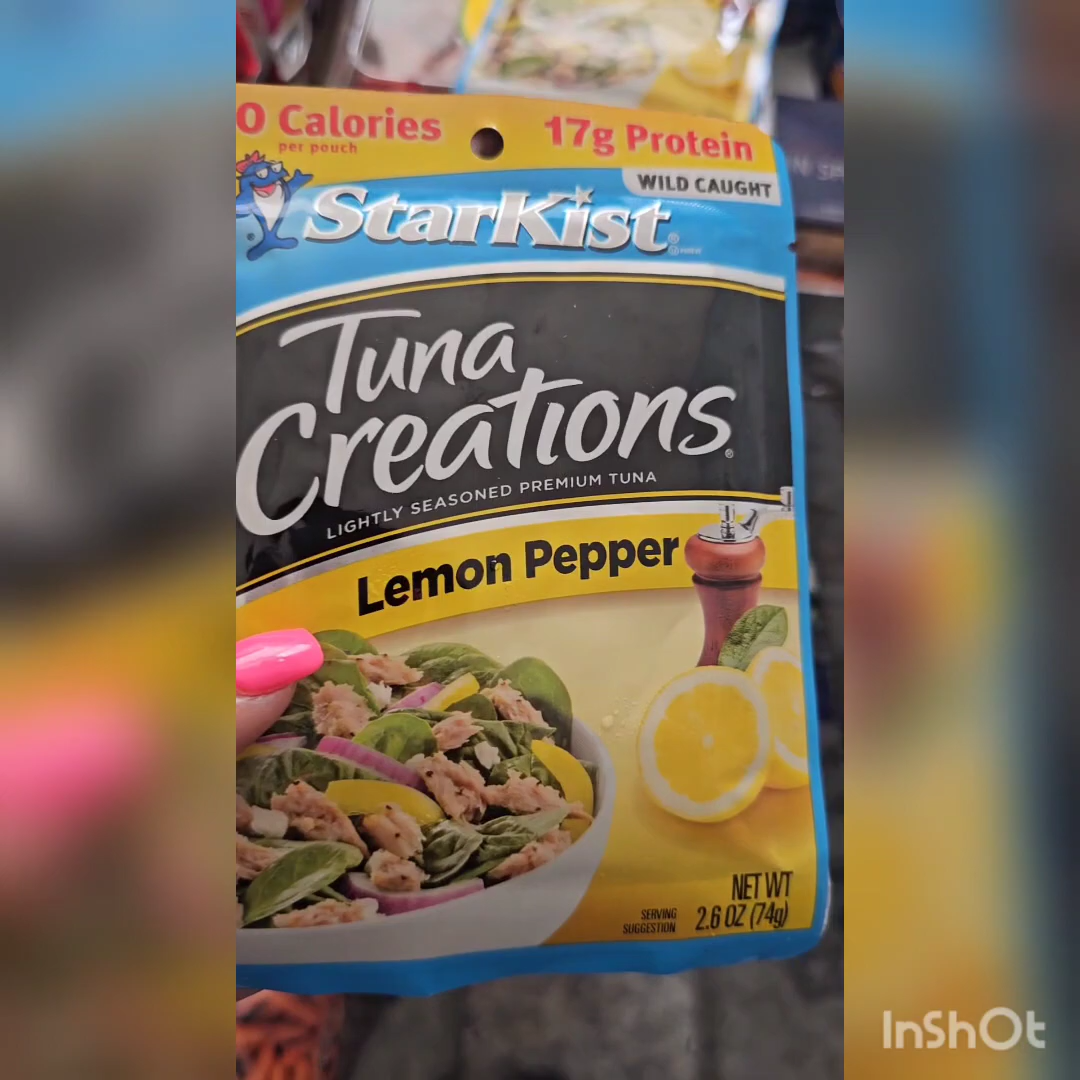 0 Calories
per pouch
17g Protein
WILD CAUGHT
StarKist®
Tuna
Creations®
LIGHTLY SEASONED PREMIUM TUNA
Lemon Pepper
NET WT
2.6 OZ (74g)
SERVING
SUGGESTION
InShOt